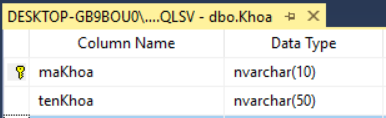 DESKTOP-GB9BOU0\....QLSV - dbo.Khoa
Column Name Data Type
maKhoa nvarchar(10)
tenKhoa nvarchar(50)